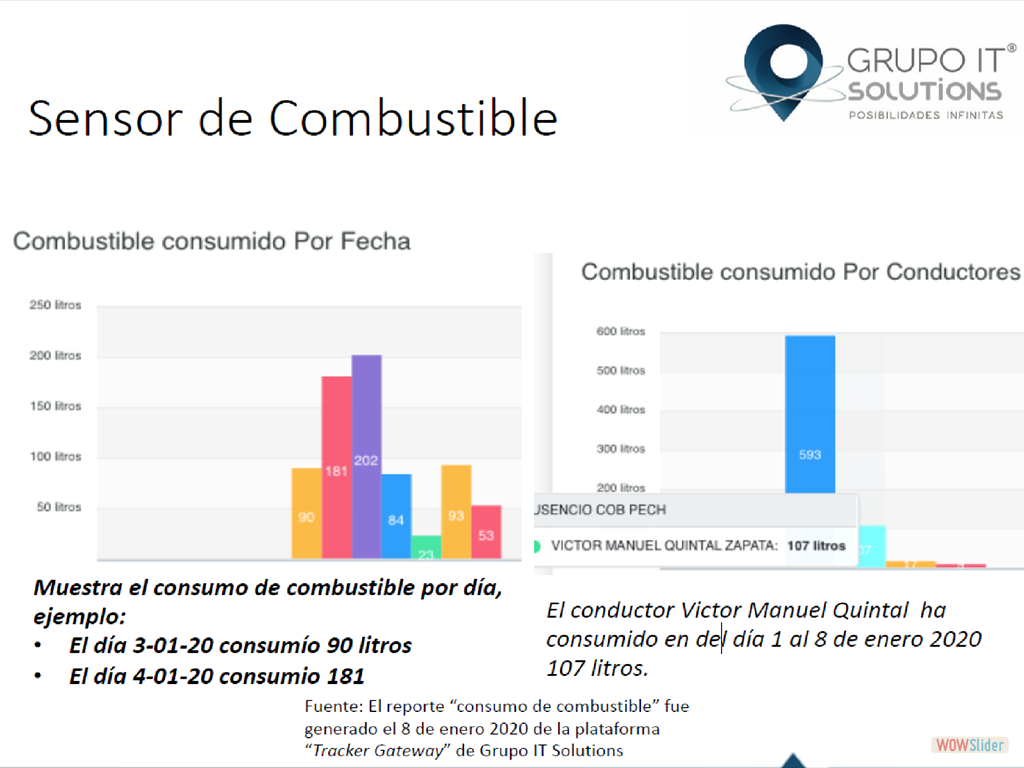 GRUPO IT®
SOLUTIONS
POSIBILIDADES INFINITAS
Sensor de Combustible
Combustible consumido Por Fecha
250 litros
200 litros
150 litros
100 litros
50 litros
90
181
202
84
23
93
53
Combustible consumido Por Conductores
600 litros
500 litros
400 litros
300 litros
200 litros
593
USENCIO COB PECH
VICTOR MANUEL QUINTAL ZAPATA: 107 litros
07
Muestra el consumo de combustible por día,
ejemplo:
• El día 3-01-20 consumío 90 litros
• El día 4-01-20 consumio 181
El conductor Victor Manuel Quintal ha
consumido en del día 1 al 8 de enero 2020
107 litros.
Fuente: El reporte “consumo de combustible” fue
generado el 8 de enero 2020 de la plataforma
“Tracker Gateway” de Grupo IT Solutions
WOWSlider